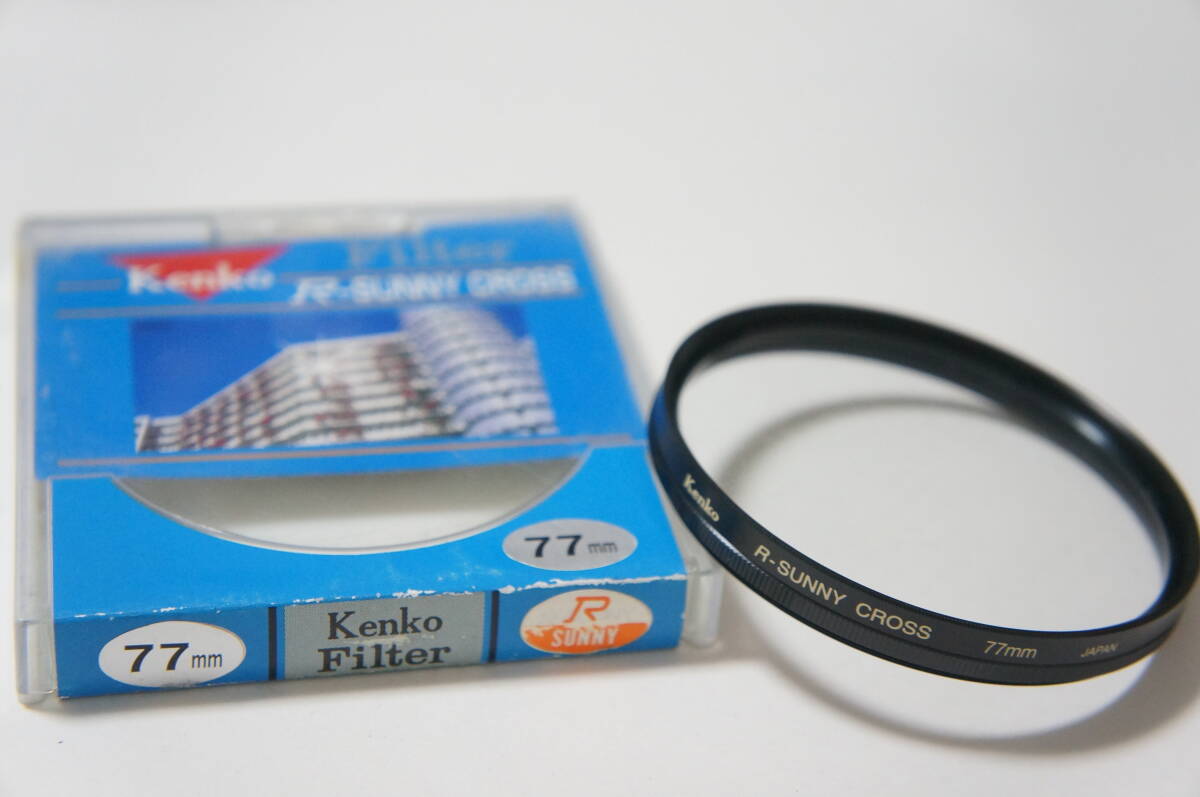 Filter
Kenko
R-SUNNY CROSS
77mm
77mm
Kenko
Filter
R
SUNNY
Kenko R-SUNNY CROSS 77mm JAPAN